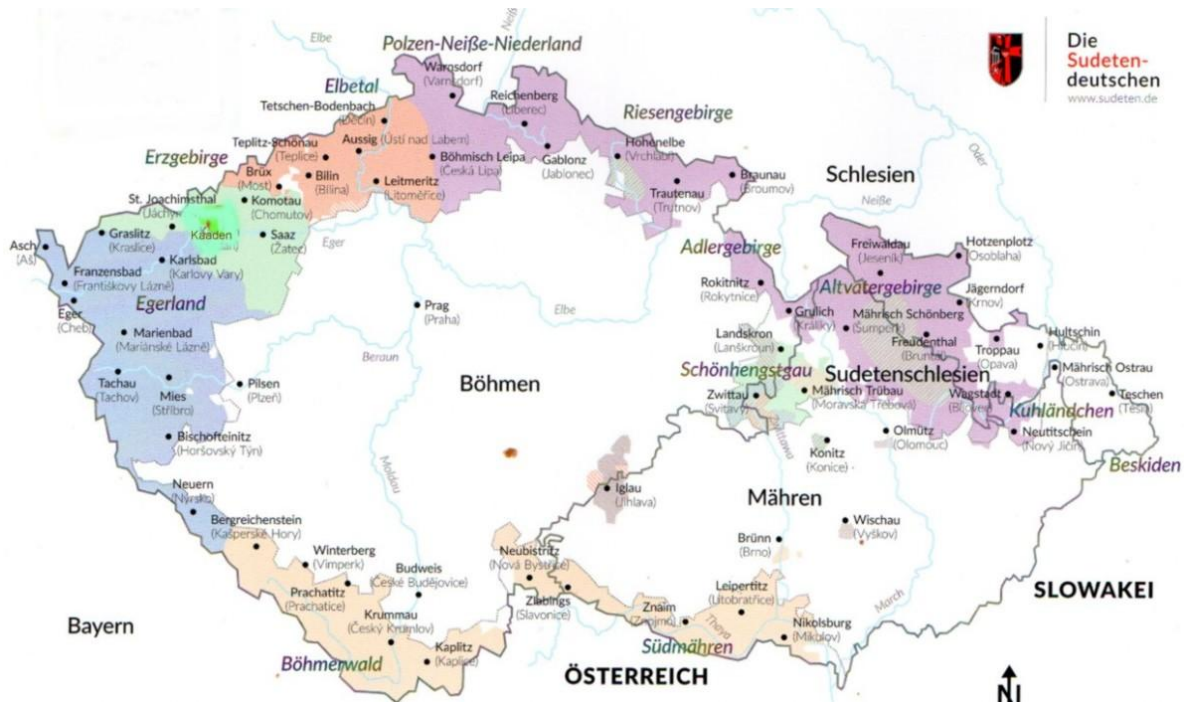 Die
Sudeten-
deutschen
www.sudeten.de
Elbe
Neiße
Polzen-Neiße-Niederland
Warnsdorf
(Varnsdorf)
Elbetal
Reichenberg
(Liberec)
Tetschen-Bodenbach
(Děčín)
Riesengebirge
Oder
Teplitz-Schönau
(Teplice)
Aussig (Ústí nad Labem)
Hohenelbe
(Vrchlabí)
Erzgebirge
Böhmisch Leipa
(Česká Lípa)
Gablonz
(Jablonec)
Braunau
(Broumov)
Schlesien
Brüx
(Most)
Bilin
(Bílina)
Leitmeritz
(Litoměřice)
Trautenau
(Trutnov)
Neiße
St. Joachimsthal
Komotau
(Chomutov)
Kaaden
Graslitz
(Kraslice)
Saaz
(Žatec)
Eger
Asch
(Aš)
Adlergebirge
Freiwaldau
(Jeseník)
Hotzenplotz
(Osoblaha)
Karlsbad
(Karlovy Vary)
Franzensbad
(Františkovy Lázně)
Rokitnitz
(Rokytnice)
Altvatergebirge
Jägerndorf
(Krnov)
Egerland
Eger
(Cheb)
Prag
(Praha)
Elbe
Grulich
(Králíky)
Mährisch Schönberg
(Šumperk)
Marienbad
(Mariánské Lázně)
Landskron
(Lanškroun)
Freudenthal
(Bruntál)
Troppau
(Opava)
Hultschin
Beraun
Schönhengstgau
Sudetenschlesien
Mährisch Ostrau
(Ostrava)
Tachau
(Tachov)
Mies
(Stříbro)
Pilsen
(Plzeň)
Böhmen
Zwittau
(Svitavy)
Mährisch Trübau
(Moravská Třebová)
Wagstadt
Teschen
Kuhländchen
Bischofteinitz
(Horšovský Týn)
Olmütz
(Olomouc)
Neutitschein
(Nový Jičín)
Konitz
(Konice)
Beskiden
Moldau
Neuern
(Nýrsko)
Iglau
(Jihlava)
Mähren
Bergreichenstein
(Kašperské Hory)
Wischau
(Vyškov)
Brünn
(Brno)
Winterberg
(Vimperk)
Neubistritz
(Nová Bystřice)
Budweis
(České Budějovice)
Prachatitz
(Prachatice)
Zlabings
(Slavonice)
Leipertitz
(Litobratřice)
SLOWAKEI
March
Znaim
(Znojmo)
Thaya
Krummau
(Český Krumlov)
Nikolsburg
(Mikulov)
Bayern
Südmähren
Kaplitz
(Kaplice)
Böhmerwald
ÖSTERREICH
N